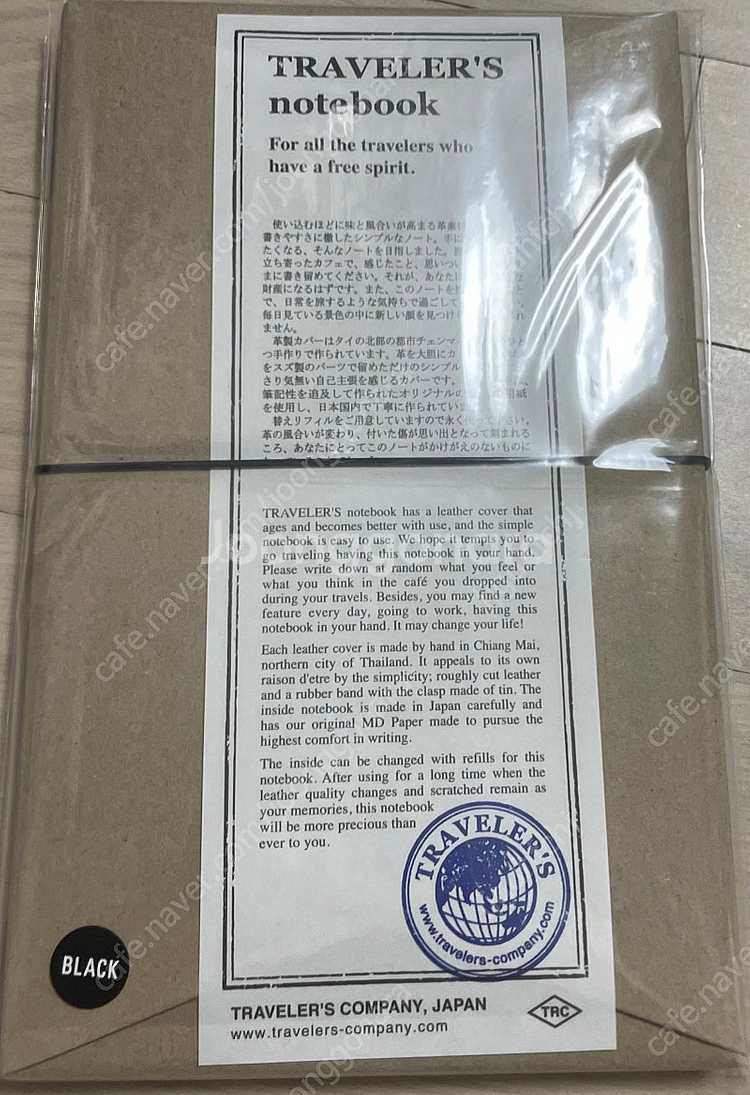 TRAVELER'S
notebook
For all the travelers who
have a free spirit.
使い込むほどに味と風合いが高まる革素
書きやすさに徹したシンプルなノート。手に
たくなる、そんなノートを目指しました。
立ち寄ったカフェで、感じたこと、思いつい
まに書き留めてください。それが、あなた
財産になるはずです。また、このノートを
で、日常を旅するような気持ちで過ごして
毎日見ている景色の中に新しい顔を見つけ
ません。
革製カバーはタイの北部の都市チェンマ
つ手作りで作られています。革を大胆にカ
をスズ製のパーツで留めただけのシンプル
さり気無い自己主張を感じるカバーです。
筆記性を追及して作られたオリジナルの
を使用し、日本国内で丁寧に作られてい
替えリフィルをご用意していますので永く使
革の風合いが変わり、付いた傷が思い出となって刻まれる
ころ、あなたにとってこのノートがかけがえのないものに
TRAVELER'S notebook has a leather cover that
ages and becomes better with use, and the simple
notebook is easy to use. We hope it tempts you to
go traveling having this notebook in your hand.
Please write down at random what you feel or
what you think in the café you dropped into
during your travels. Besides, you may find a new
feature every day, going to work, having this
notebook in your hand. It may change your life!
Each leather cover is made by hand in Chiang Mai,
northern city of Thailand. It appeals to its own
raison d'etre by the simplicity; roughly cut leather
and a rubber band with the clasp made of tin. The
inside notebook is made in Japan carefully and
has our original MD Paper made to pursue the
highest comfort in writing.
The inside can be changed with refills for this
notebook. After using for a long time when the
leather quality changes and scratched remain as
your memories, this notebook
will be more precious than
ever to you.
TRAVELER'S
www.travelers-company.com
BLACK
TRAVELER'S COMPANY, JAPAN
www.travelers-company.com
TRC